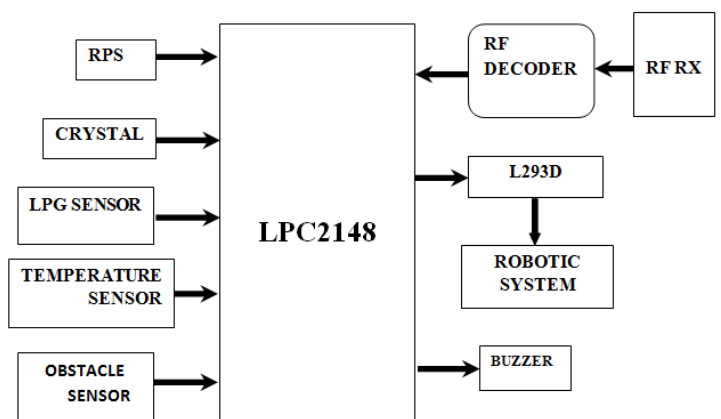 RPS
CRYSTAL
LPG SENSOR
TEMPERATURE
SENSOR
OBSTACLE
SENSOR
LPC2148
RF
DECODER
RF RX
L293D
ROBOTIC
SYSTEM
BUZZER